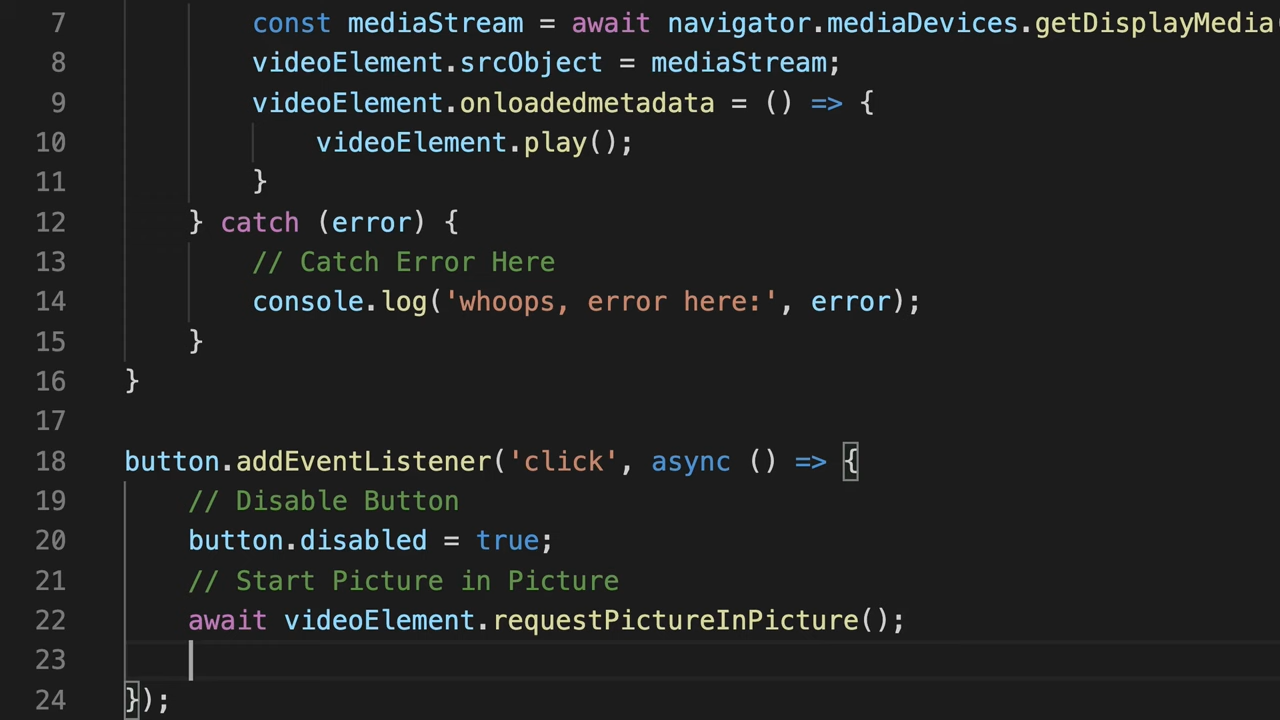 7 const mediaStream = await navigator.mediaDevices.getDisplayMedia
8 videoElement.srcObject = mediaStream;
9 videoElement.onloadedmetadata = () => {
10 videoElement.play();
11 }
12 } catch (error) {
13 // Catch Error Here
14 console.log('whoops, error here:', error);
15 }
16 }
17
18 button.addEventListener('click', async () => {
19 // Disable Button
20 button.disabled = true;
21 // Start Picture in Picture
22 await videoElement.requestPictureInPicture();
23
24 });